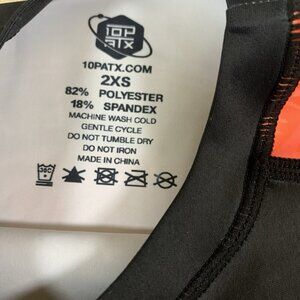 10P
ATX
10PATX.COM
2XS
82% POLYESTER
18% SPANDEX
MACHINE WASH COLD
GENTLE CYCLE
DO NOT TUMBLE DRY
DO NOT IRON
MADE IN CHINA